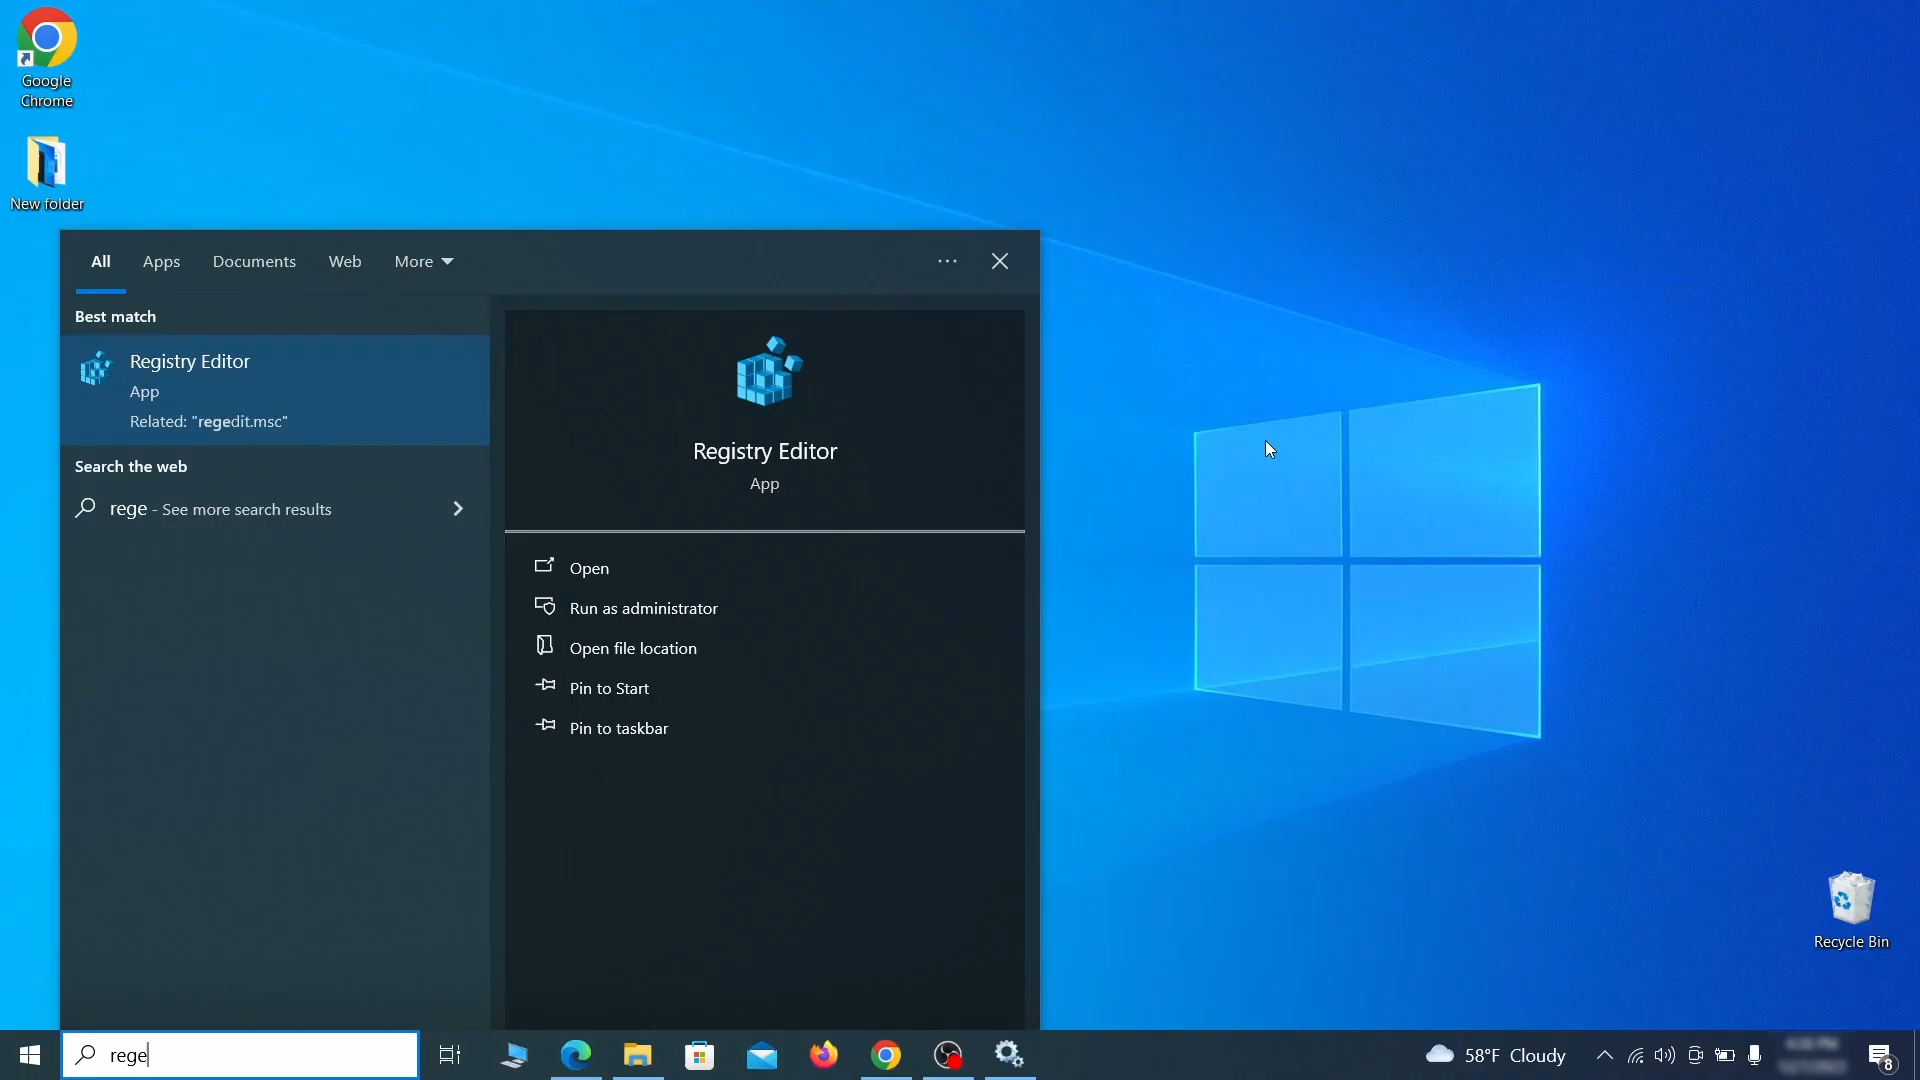 Google
Chrome
New folder
All Apps Documents Web More
Best match
Registry Editor
App
Related: "regedit.msc"
Search the web
rege - See more search results
Registry Editor
App
Open
Run as administrator
Open file location
Pin to Start
Pin to taskbar
Recycle Bin
rege
58°F Cloudy
8